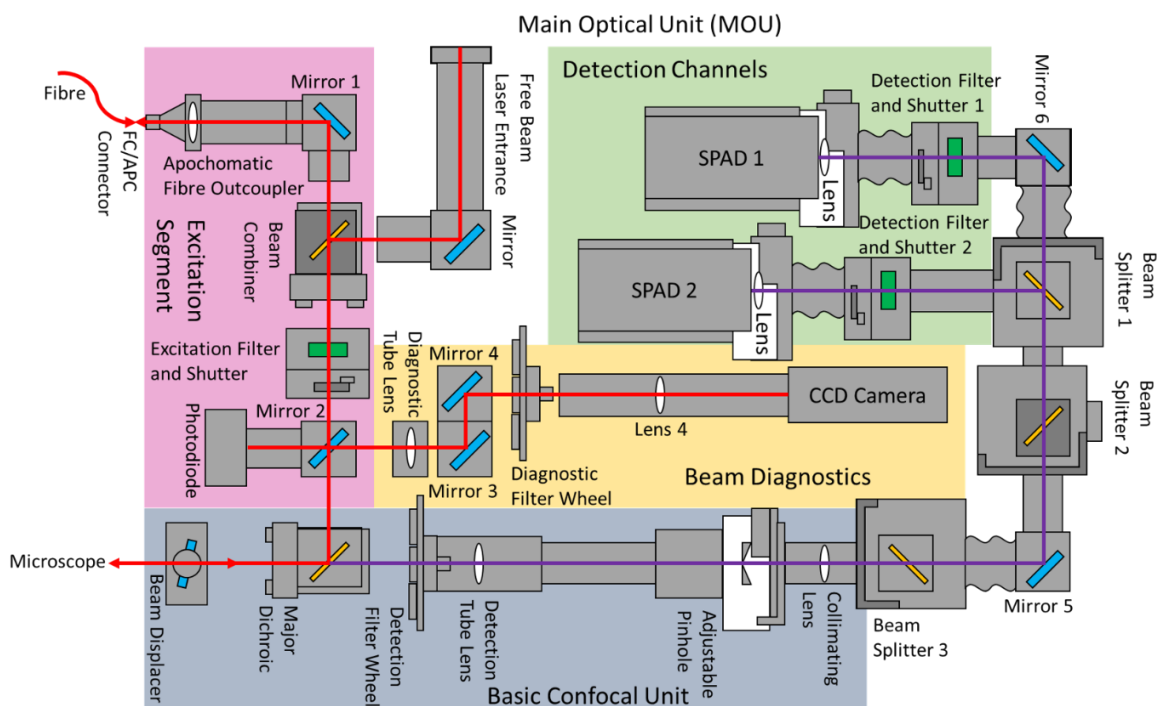 Main Optical Unit (MOU)
Fibre
FC/APC
Connector
Mirror 1
Apochomatic
Fibre Outcoupler
Excitation
Segment
Beam
Combiner
Free Beam
Laser Entrance
Mirror
Excitation Filter
and Shutter
Mirror 2
Photodiode
Detection Channels
Detection Filter
and Shutter 1
Mirror 6
SPAD 1
Lens
Detection Filter
and Shutter 2
SPAD 2
Lens
Beam
Splitter 1
Beam
Splitter 2
Diagnostic
Tube Lens
Mirror 4
Mirror 3
Diagnostic
Filter Wheel
Lens 4
CCD Camera
Beam Diagnostics
Microscope
Beam Displacer
Major
Dichroic
Detection
Filter Wheel
Detection
Tube Lens
Adjustable
Pinhole
Collimating
Lens
Beam
Splitter 3
Mirror 5
Basic Confocal Unit